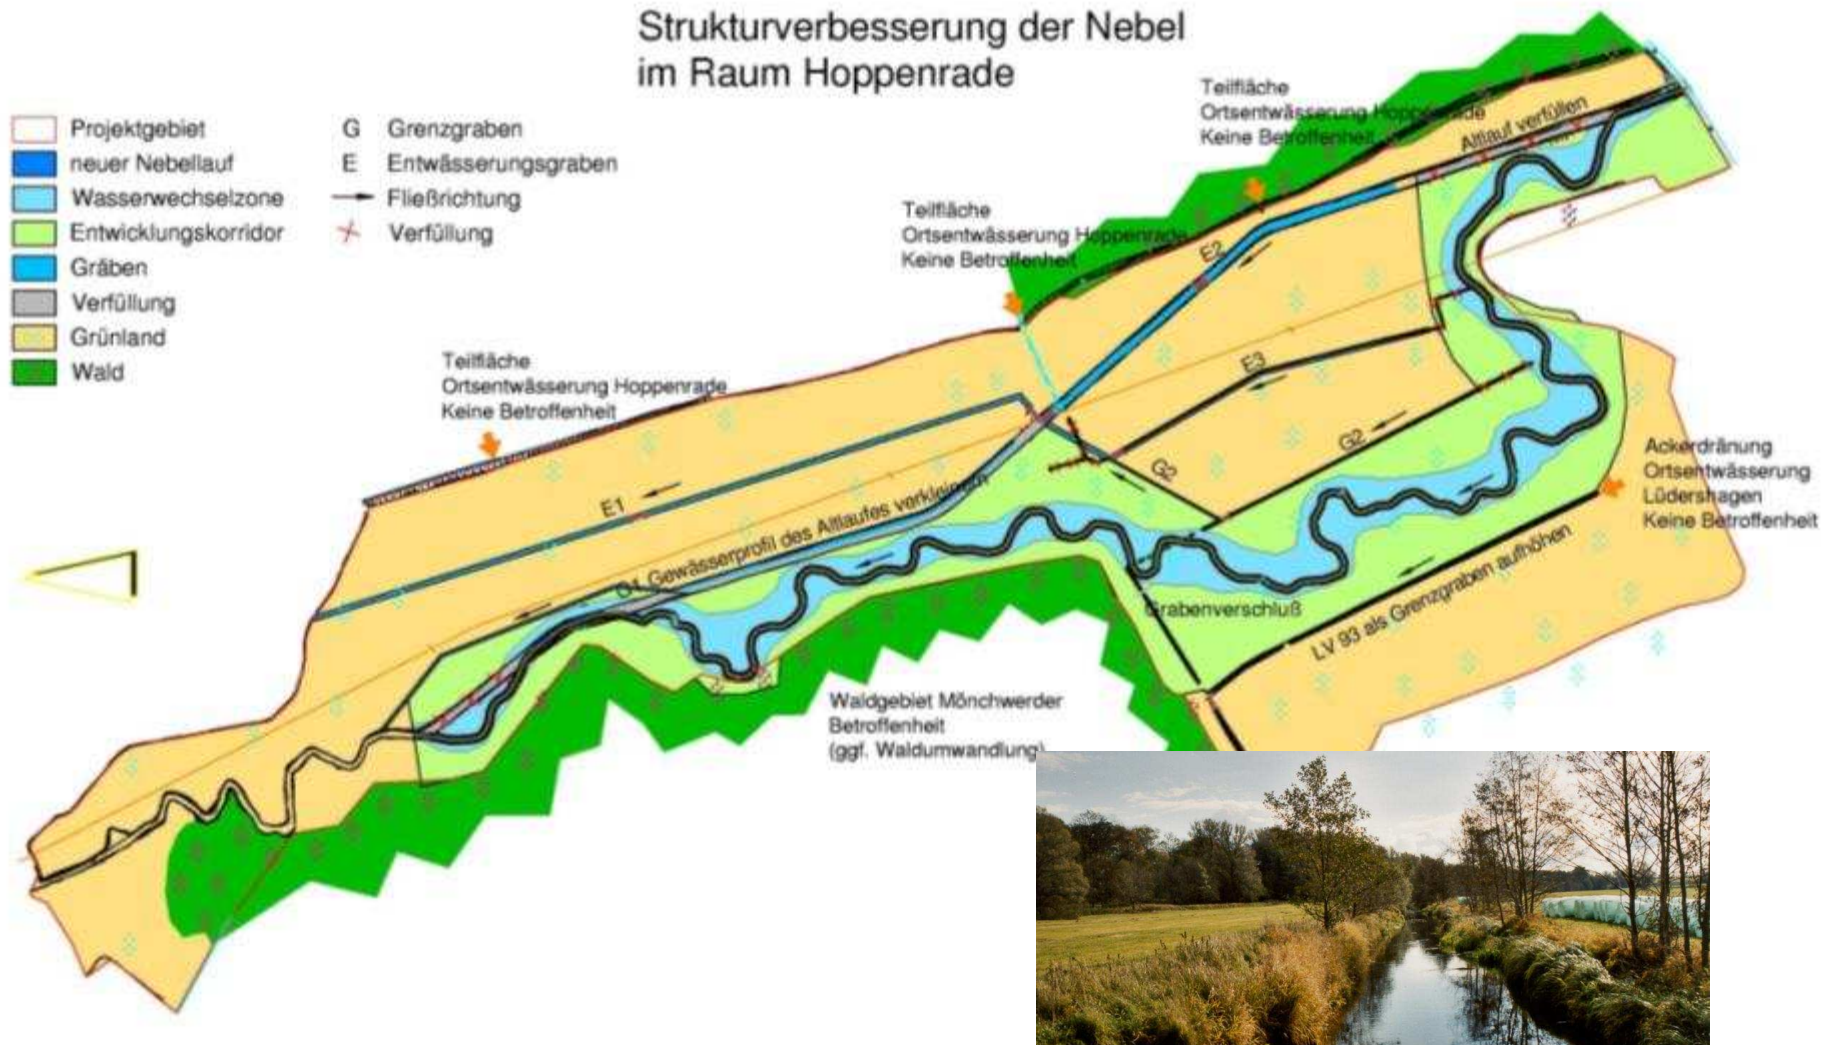 Strukturverbesserung der Nebel
im Raum Hoppenrade
Projektgebiet
neuer Nebellauf
Wasserwechselzone
Entwicklungskorridor
Gräben
Verfüllung
Grünland
Wald
G Grenzgraben
E Entwässerungsgraben
Fließrichtung
Verfüllung
Teilfläche
Ortsentwässerung Hoppenrade
Keine Betroffenheit
Altlauf verfüllen
Teilfläche
Ortsentwässerung Hoppenrade
Keine Betroffenheit
E2
Teilfläche
Ortsentwässerung Hoppenrade
Keine Betroffenheit
E3
G2
G2
E1
G1 Gewässerprofil des Altlaufes verkleinern
Ackerdränung
Ortsentwässerung
Lüdershagen
Keine Betroffenheit
Grabenverschluß
LV 93 als Grenzgraben aufhöhen
Waldgebiet Mönchwerder
Betroffenheit
(ggf. Waldumwandlung)